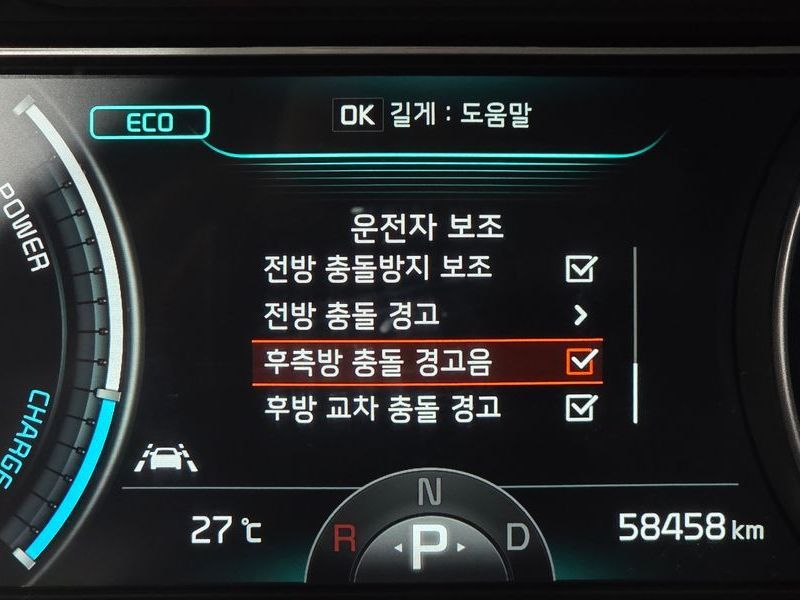 ECO
OK 길게 : 도움말
POWER
운전자 보조
전방 충돌방지 보조
전방 충돌 경고
후측방 충돌 경고음
후방 교차 충돌 경고
CHARGE
27 ℃
N
R
P
D
58458 km